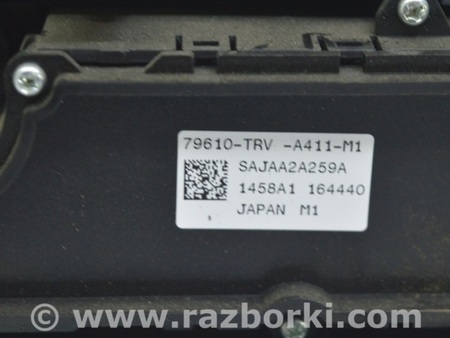 79610-TRV -A411-M1
SAJAA2A259A
1458A1 164440
JAPAN M1
© www.razborki.com